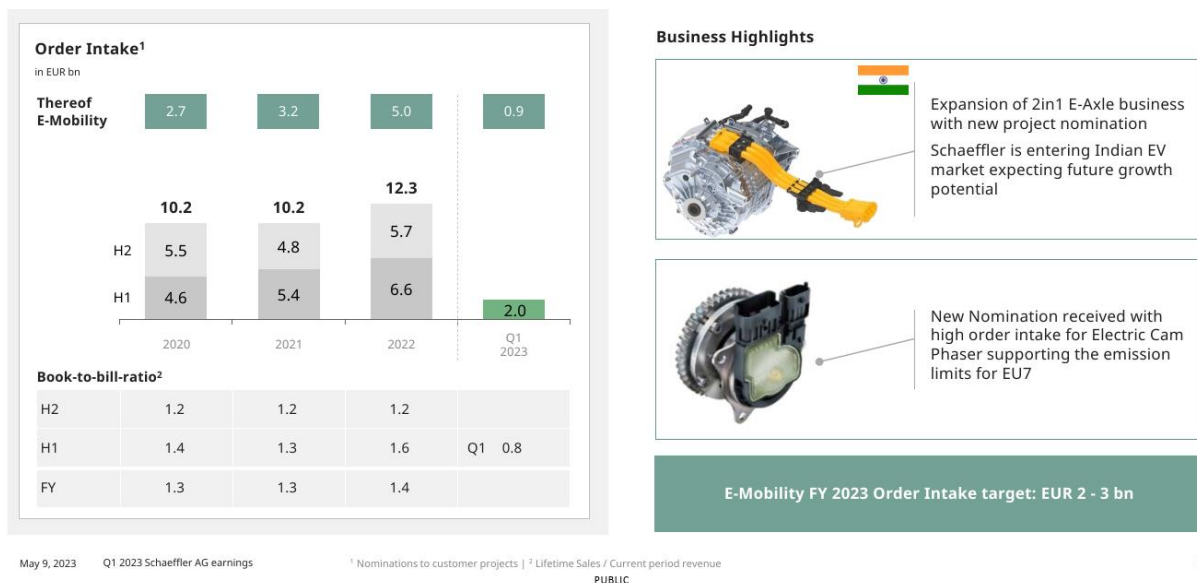 Order Intake¹
in EUR bn
Thereof
E-Mobility
2.7 3.2 5.0 0.9
10.2 10.2 12.3
H2 5.5 4.8 5.7
H1 4.6 5.4 6.6 2.0
2020 2021 2022 Q1
2023
Book-to-bill-ratio²
H2 1.2 1.2 1.2
H1 1.4 1.3 1.6 Q1 0.8
FY 1.3 1.3 1.4
Business Highlights
Expansion of 2in1 E-Axle business
with new project nomination
Schaeffler is entering Indian EV
market expecting future growth
potential
New Nomination received with
high order intake for Electric Cam
Phaser supporting the emission
limits for EU7
E-Mobility FY 2023 Order Intake target: EUR 2 - 3 bn
May 9, 2023 Q1 2023 Schaeffler AG earnings ¹ Nominations to customer projects | ² Lifetime Sales / Current period revenue
PUBLIC